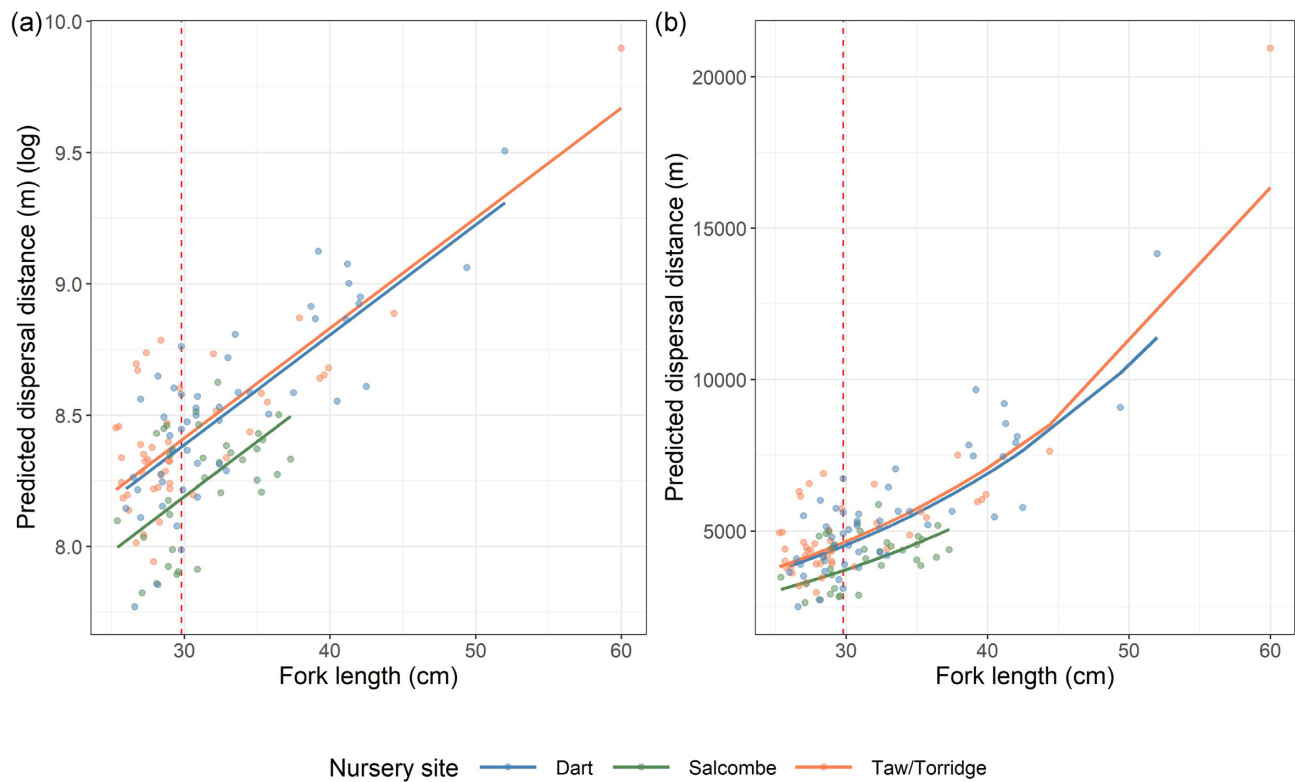 (a)
10.0
9.5
9.0
8.5
8.0
Predicted dispersal distance (m) (log)
30
40
50
60
Fork length (cm)
(b)
20000
15000
10000
5000
Predicted dispersal distance (m)
30
40
50
60
Fork length (cm)
Nursery site
Dart
Salcombe
Taw/Torridge